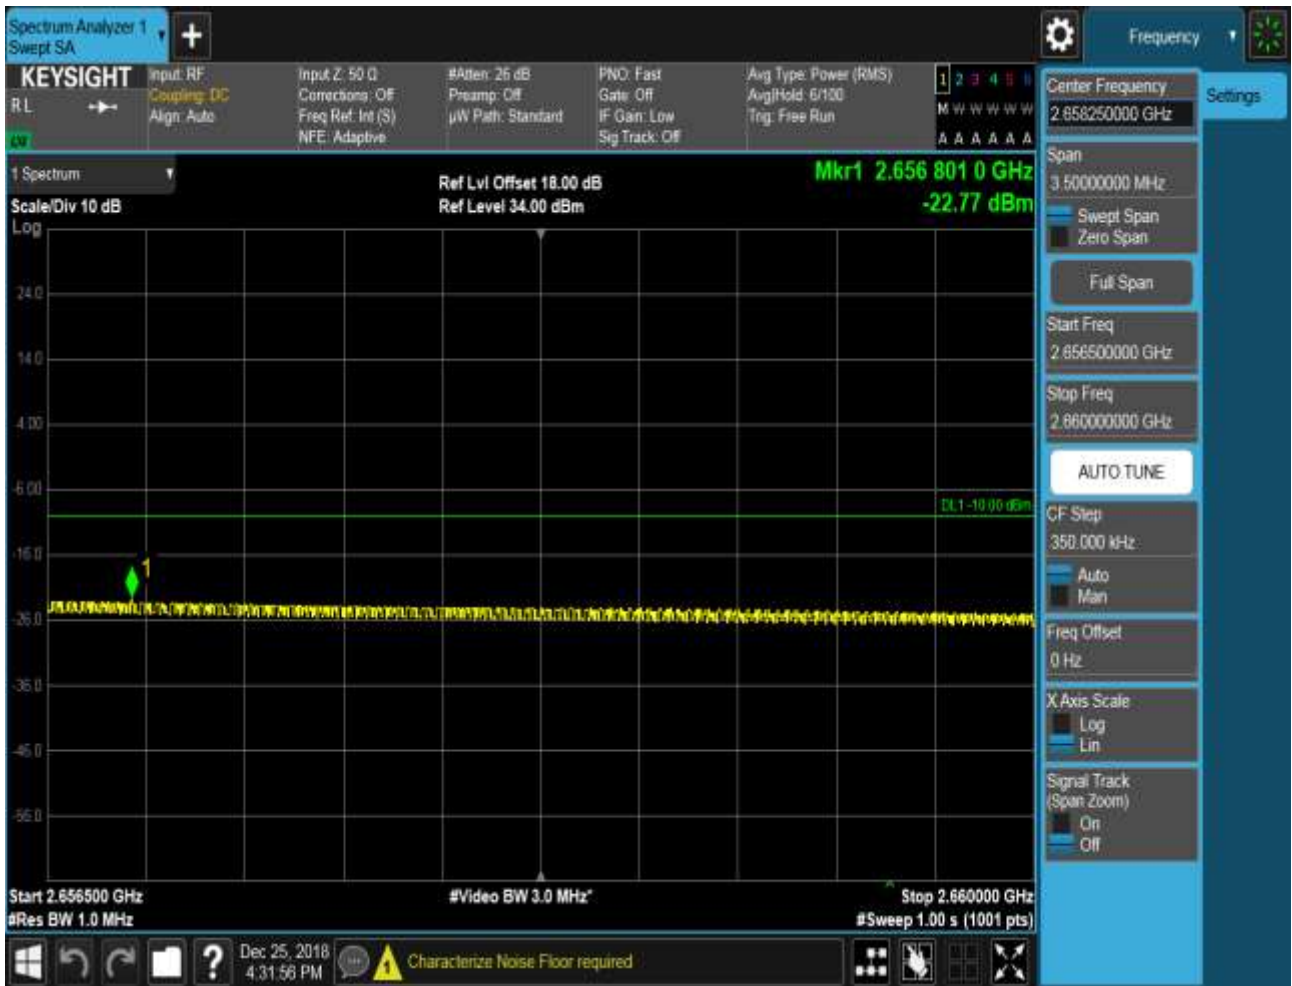 Spectrum Analyzer 1
Swept SA
Frequency
KEYSIGHT
RL
Input: RF
Coupling: DC
Align: Auto
Input Z: 50 Ω
Corrections: Off
Freq Ref: Int (S)
NFE: Adaptive
#Atten: 26 dB
Preamp: Off
µW Path: Standard
PNO: Fast
Gate: Off
IF Gain: Low
Sig Track: Off
Avg Type: Power (RMS)
Avg|Hold: 6/100
Trig: Free Run
1 2 3 4 5 6
M W W W W W
A A A A A A
1 Spectrum
Scale/Div 10 dB
Log
Ref Lvl Offset 18.00 dB
Ref Level 34.00 dBm
Mkr1 2.656 801 0 GHz
-22.77 dBm
24.0
14.0
4.00
-6.00
-16.0
-26.0
-36.0
-46.0
-56.0
DL1 -10.00 dBm
1
Start 2.656500 GHz
#Res BW 1.0 MHz
#Video BW 3.0 MHz*
Stop 2.660000 GHz
#Sweep 1.00 s (1001 pts)
Center Frequency
2.658250000 GHz
Settings
Span
3.50000000 MHz
Swept Span
Zero Span
Full Span
Start Freq
2.656500000 GHz
Stop Freq
2.660000000 GHz
AUTO TUNE
CF Step
350.000 kHz
Auto
Man
Freq Offset
0 Hz
X Axis Scale
Log
Lin
Signal Track
(Span Zoom)
On
Off
?
Dec 25, 2018
4:31:56 PM
1
Characterize Noise Floor required